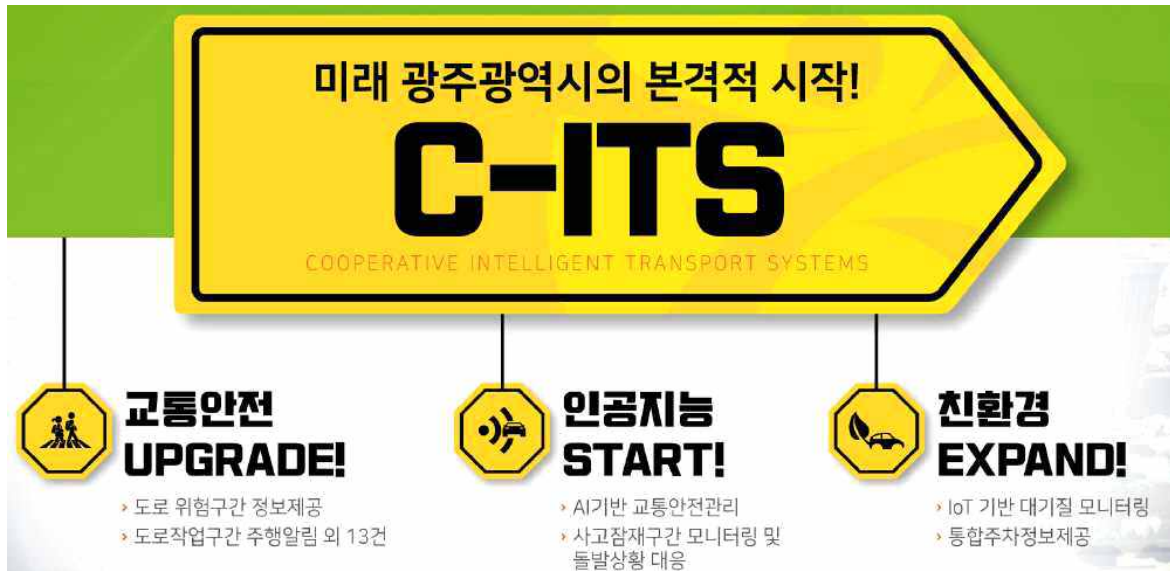 미래 광주광역시의 본격적 시작!
C-ITS
COOPERATIVE INTELLIGENT TRANSPORT SYSTEMS
교통안전
UPGRADE!
› 도로 위험구간 정보제공
› 도로작업구간 주행알림 외 13건
인공지능
START!
› AI기반 교통안전관리
› 사고잠재구간 모니터링 및
돌발상황 대응
친환경
EXPAND!
› IoT 기반 대기질 모니터링
› 통합주차정보제공